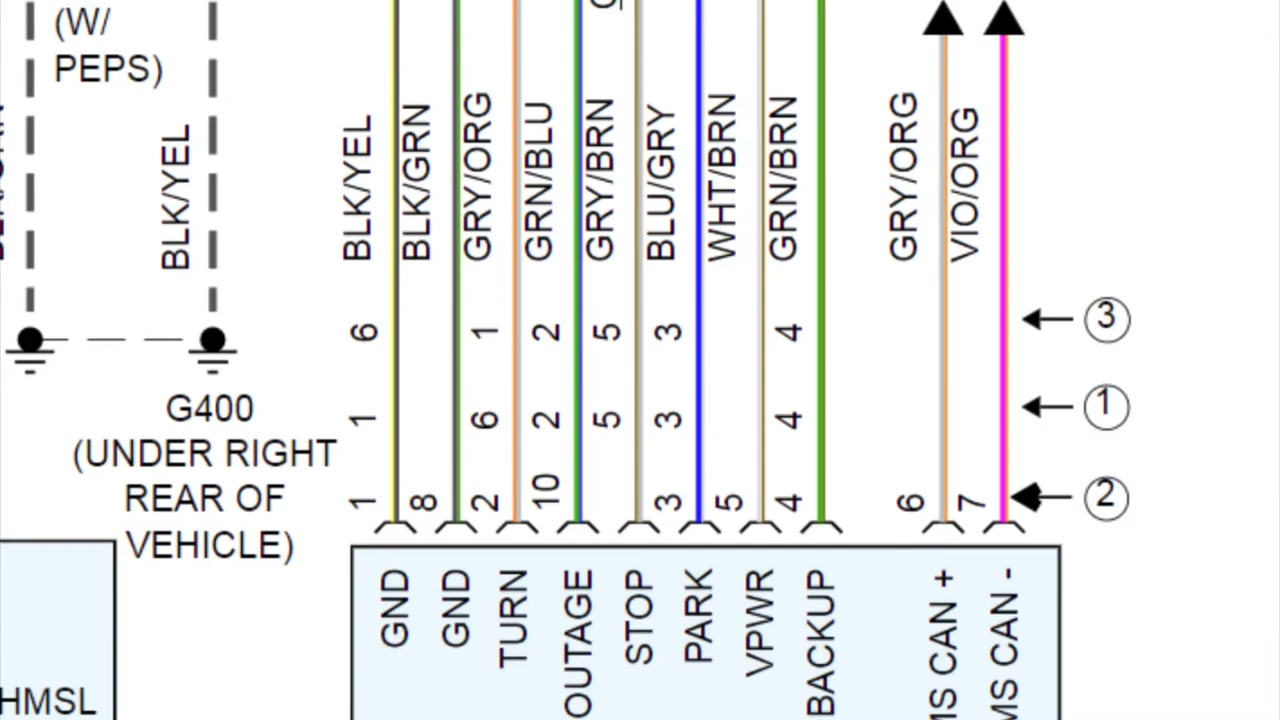 (W/
PEPS)
BLK/YEL
G400
(UNDER RIGHT
REAR OF
VEHICLE)
BLK/YEL
BLK/GRN
GRY/ORG
GRN/BLU
GRY/BRN
BLU/GRY
WHT/BRN
GRN/BRN
GRY/ORG
VIO/ORG
6 1 2 5 3 4 3
1 6 2 5 3 4 1
1 8 2 10 3 5 4 6 7 2
GND
GND
TURN
OUTAGE
STOP
PARK
VPWR
BACKUP
MS CAN +
MS CAN -
HMSL